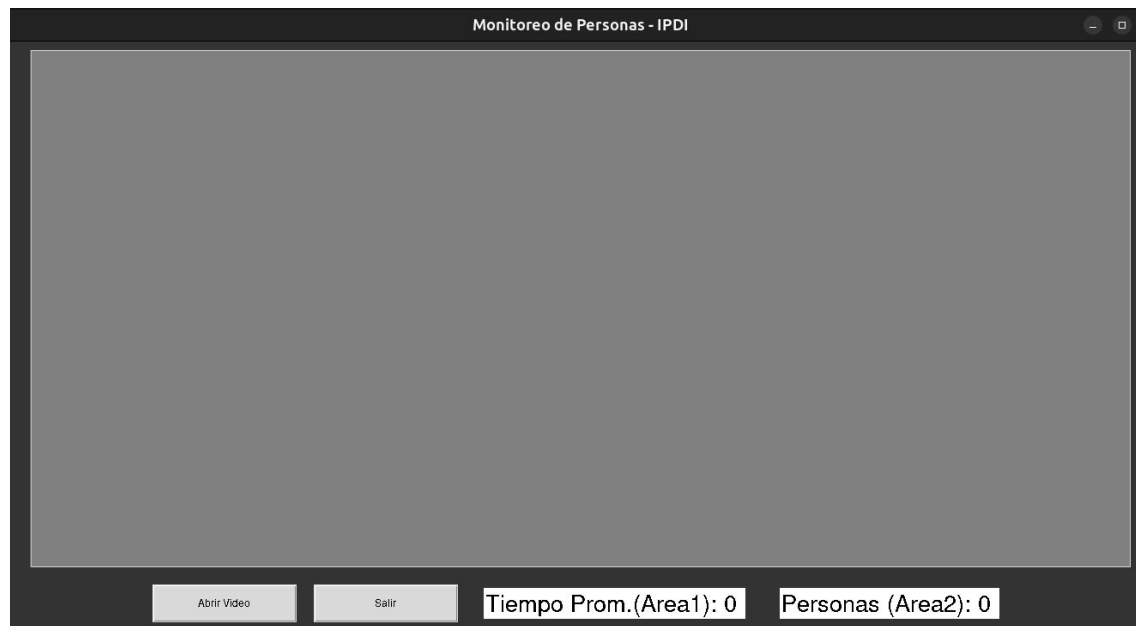 Monitoreo de Personas - IPDI
Abrir Video
Salir
Tiempo Prom.(Area1): 0
Personas (Area2): 0